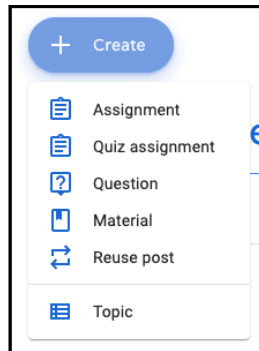 Create
Assignment
Quiz assignment
Question
Material
Reuse post
Topic